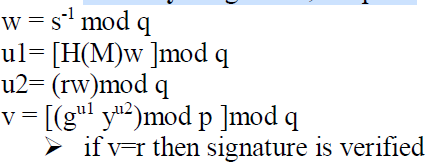 w = s⁻¹ mod q
u1= [H(M)w ]mod q
u2= (rw)mod q
v = [(gᵘ¹ yᵘ²)mod p ]mod q
➢ if v=r then signature is verified